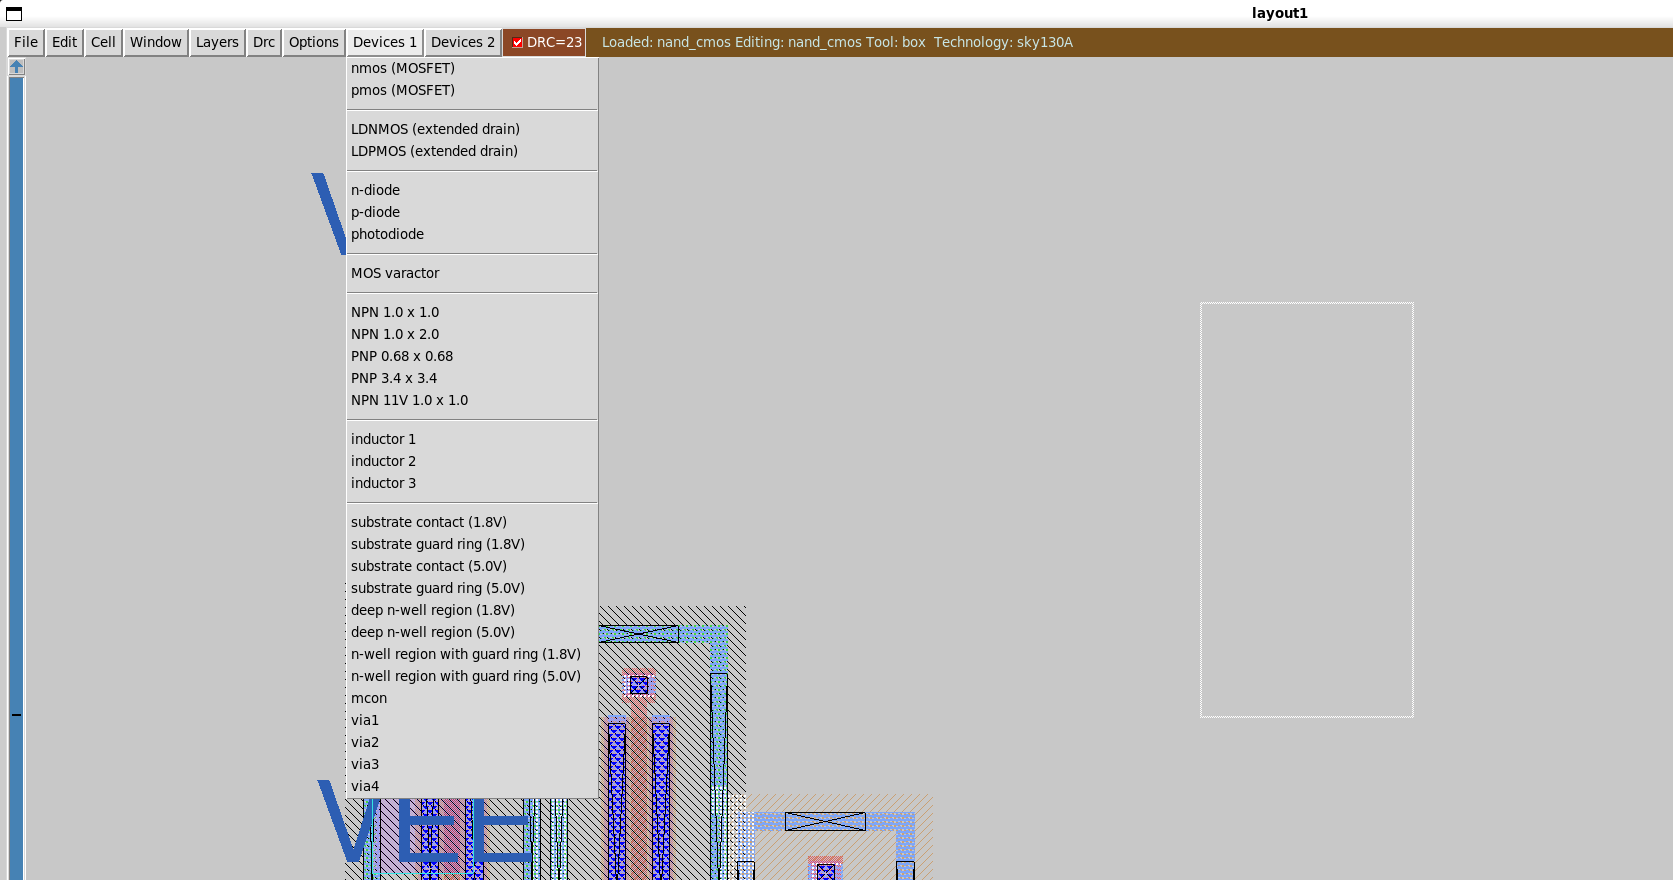 layout1
File Edit Cell Window Layers Drc Options Devices 1 Devices 2 DRC=23 Loaded: nand_cmos Editing: nand_cmos Tool: box Technology: sky130A
nmos (MOSFET)
pmos (MOSFET)
LDNMOS (extended drain)
LDPMOS (extended drain)
n-diode
p-diode
photodiode
MOS varactor
NPN 1.0 x 1.0
NPN 1.0 x 2.0
PNP 0.68 x 0.68
PNP 3.4 x 3.4
NPN 11V 1.0 x 1.0
inductor 1
inductor 2
inductor 3
substrate contact (1.8V)
substrate guard ring (1.8V)
substrate contact (5.0V)
substrate guard ring (5.0V)
deep n-well region (1.8V)
deep n-well region (5.0V)
n-well region with guard ring (1.8V)
n-well region with guard ring (5.0V)
mcon
via1
via2
via3
via4
VEE